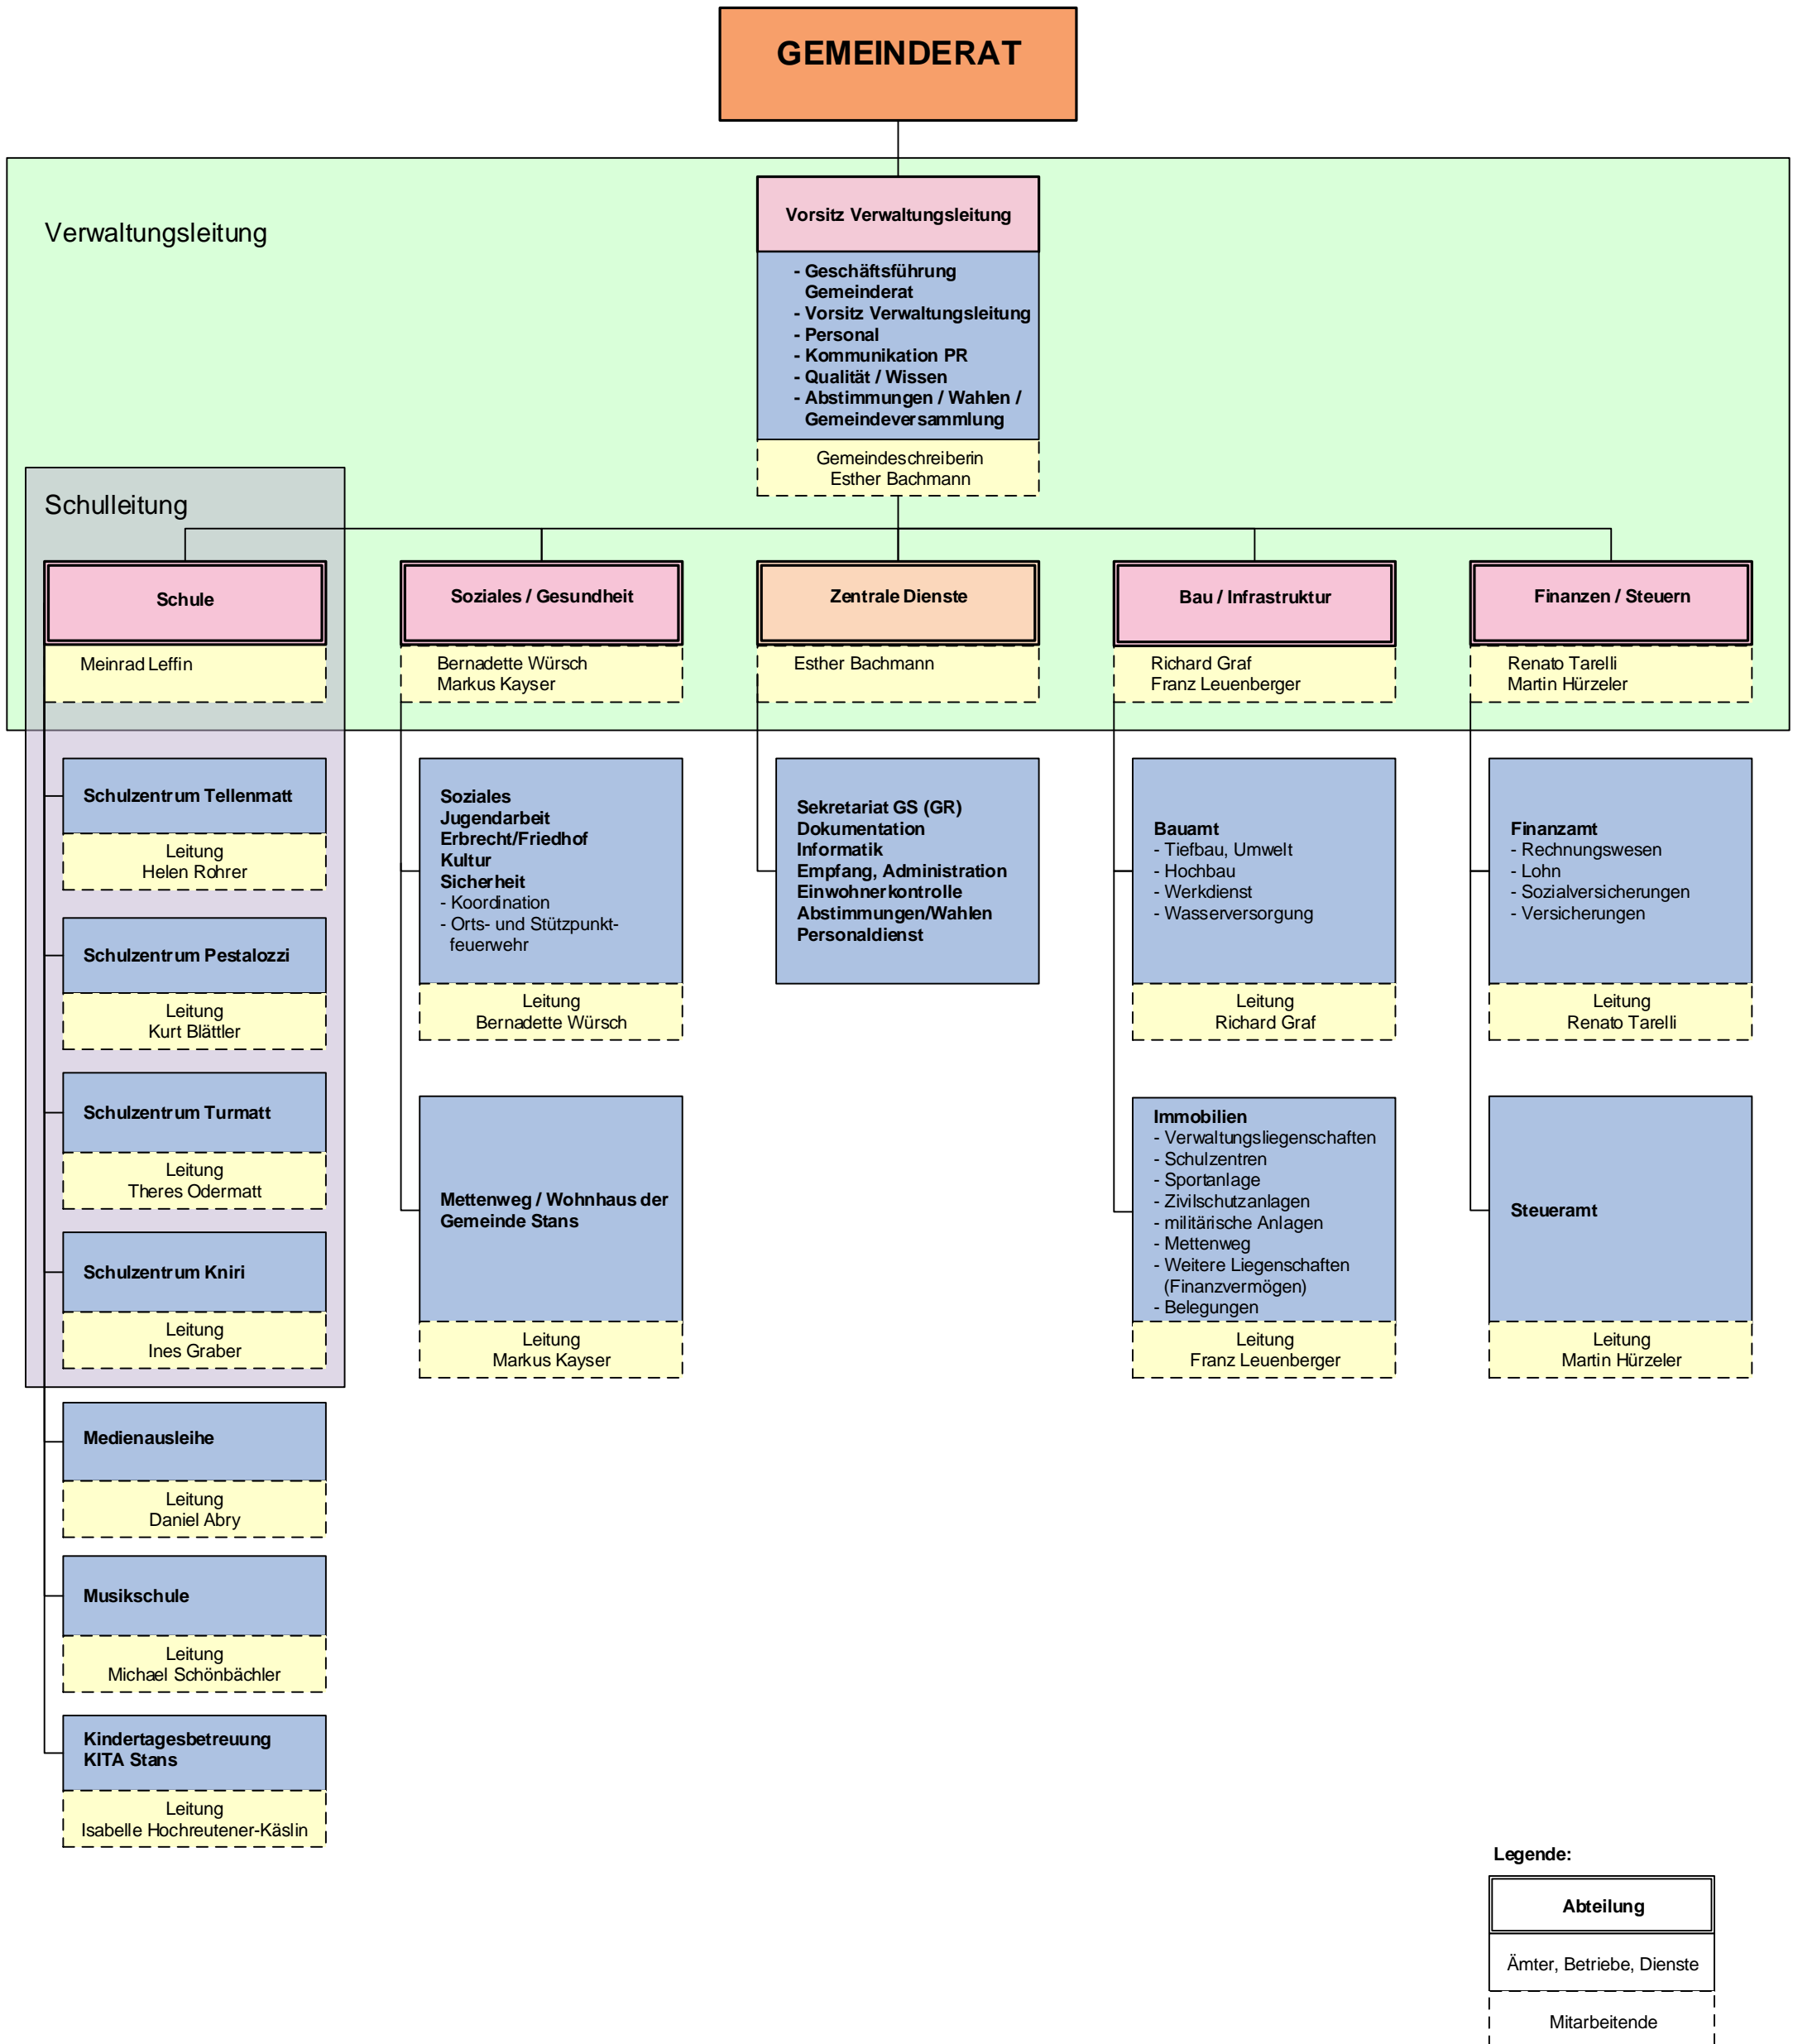 GEMEINDERAT
Verwaltungsleitung
Vorsitz Verwaltungsleitung
- Geschäftsführung
Gemeinderat
- Vorsitz Verwaltungsleitung
- Personal
- Kommunikation PR
- Qualität / Wissen
- Abstimmungen / Wahlen /
Gemeindeversammlung
Gemeindeschreiberin
Esther Bachmann
Schulleitung
Schule
Meinrad Leffin
Schulzentrum Tellenmatt
Leitung
Helen Rohrer
Schulzentrum Pestalozzi
Leitung
Kurt Blättler
Schulzentrum Turmatt
Leitung
Theres Odermatt
Schulzentrum Kniri
Leitung
Ines Graber
Medienausleihe
Leitung
Daniel Abry
Musikschule
Leitung
Michael Schönbächler
Kindertagesbetreuung
KITA Stans
Leitung
Isabelle Hochreutener-Käslin
Soziales / Gesundheit
Bernadette Würsch
Markus Kayser
Soziales
Jugendarbeit
Erbrecht/Friedhof
Kultur
Sicherheit
- Koordination
- Orts- und Stützpunkt-
feuerwehr
Leitung
Bernadette Würsch
Mettenweg / Wohnhaus der
Gemeinde Stans
Leitung
Markus Kayser
Zentrale Dienste
Esther Bachmann
Sekretariat GS (GR)
Dokumentation
Informatik
Empfang, Administration
Einwohnerkontrolle
Abstimmungen/Wahlen
Personaldienst
Bau / Infrastruktur
Richard Graf
Franz Leuenberger
Bauamt
- Tiefbau, Umwelt
- Hochbau
- Werkdienst
- Wasserversorgung
Leitung
Richard Graf
Immobilien
- Verwaltungsliegenschaften
- Schulzentren
- Sportanlage
- Zivilschutzanlagen
- militärische Anlagen
- Mettenweg
- Weitere Liegenschaften
(Finanzvermögen)
- Belegungen
Leitung
Franz Leuenberger
Finanzen / Steuern
Renato Tarelli
Martin Hürzeler
Finanzamt
- Rechnungswesen
- Lohn
- Sozialversicherungen
- Versicherungen
Leitung
Renato Tarelli
Steueramt
Leitung
Martin Hürzeler
Legende:
Abteilung
Ämter, Betriebe, Dienste
Mitarbeitende